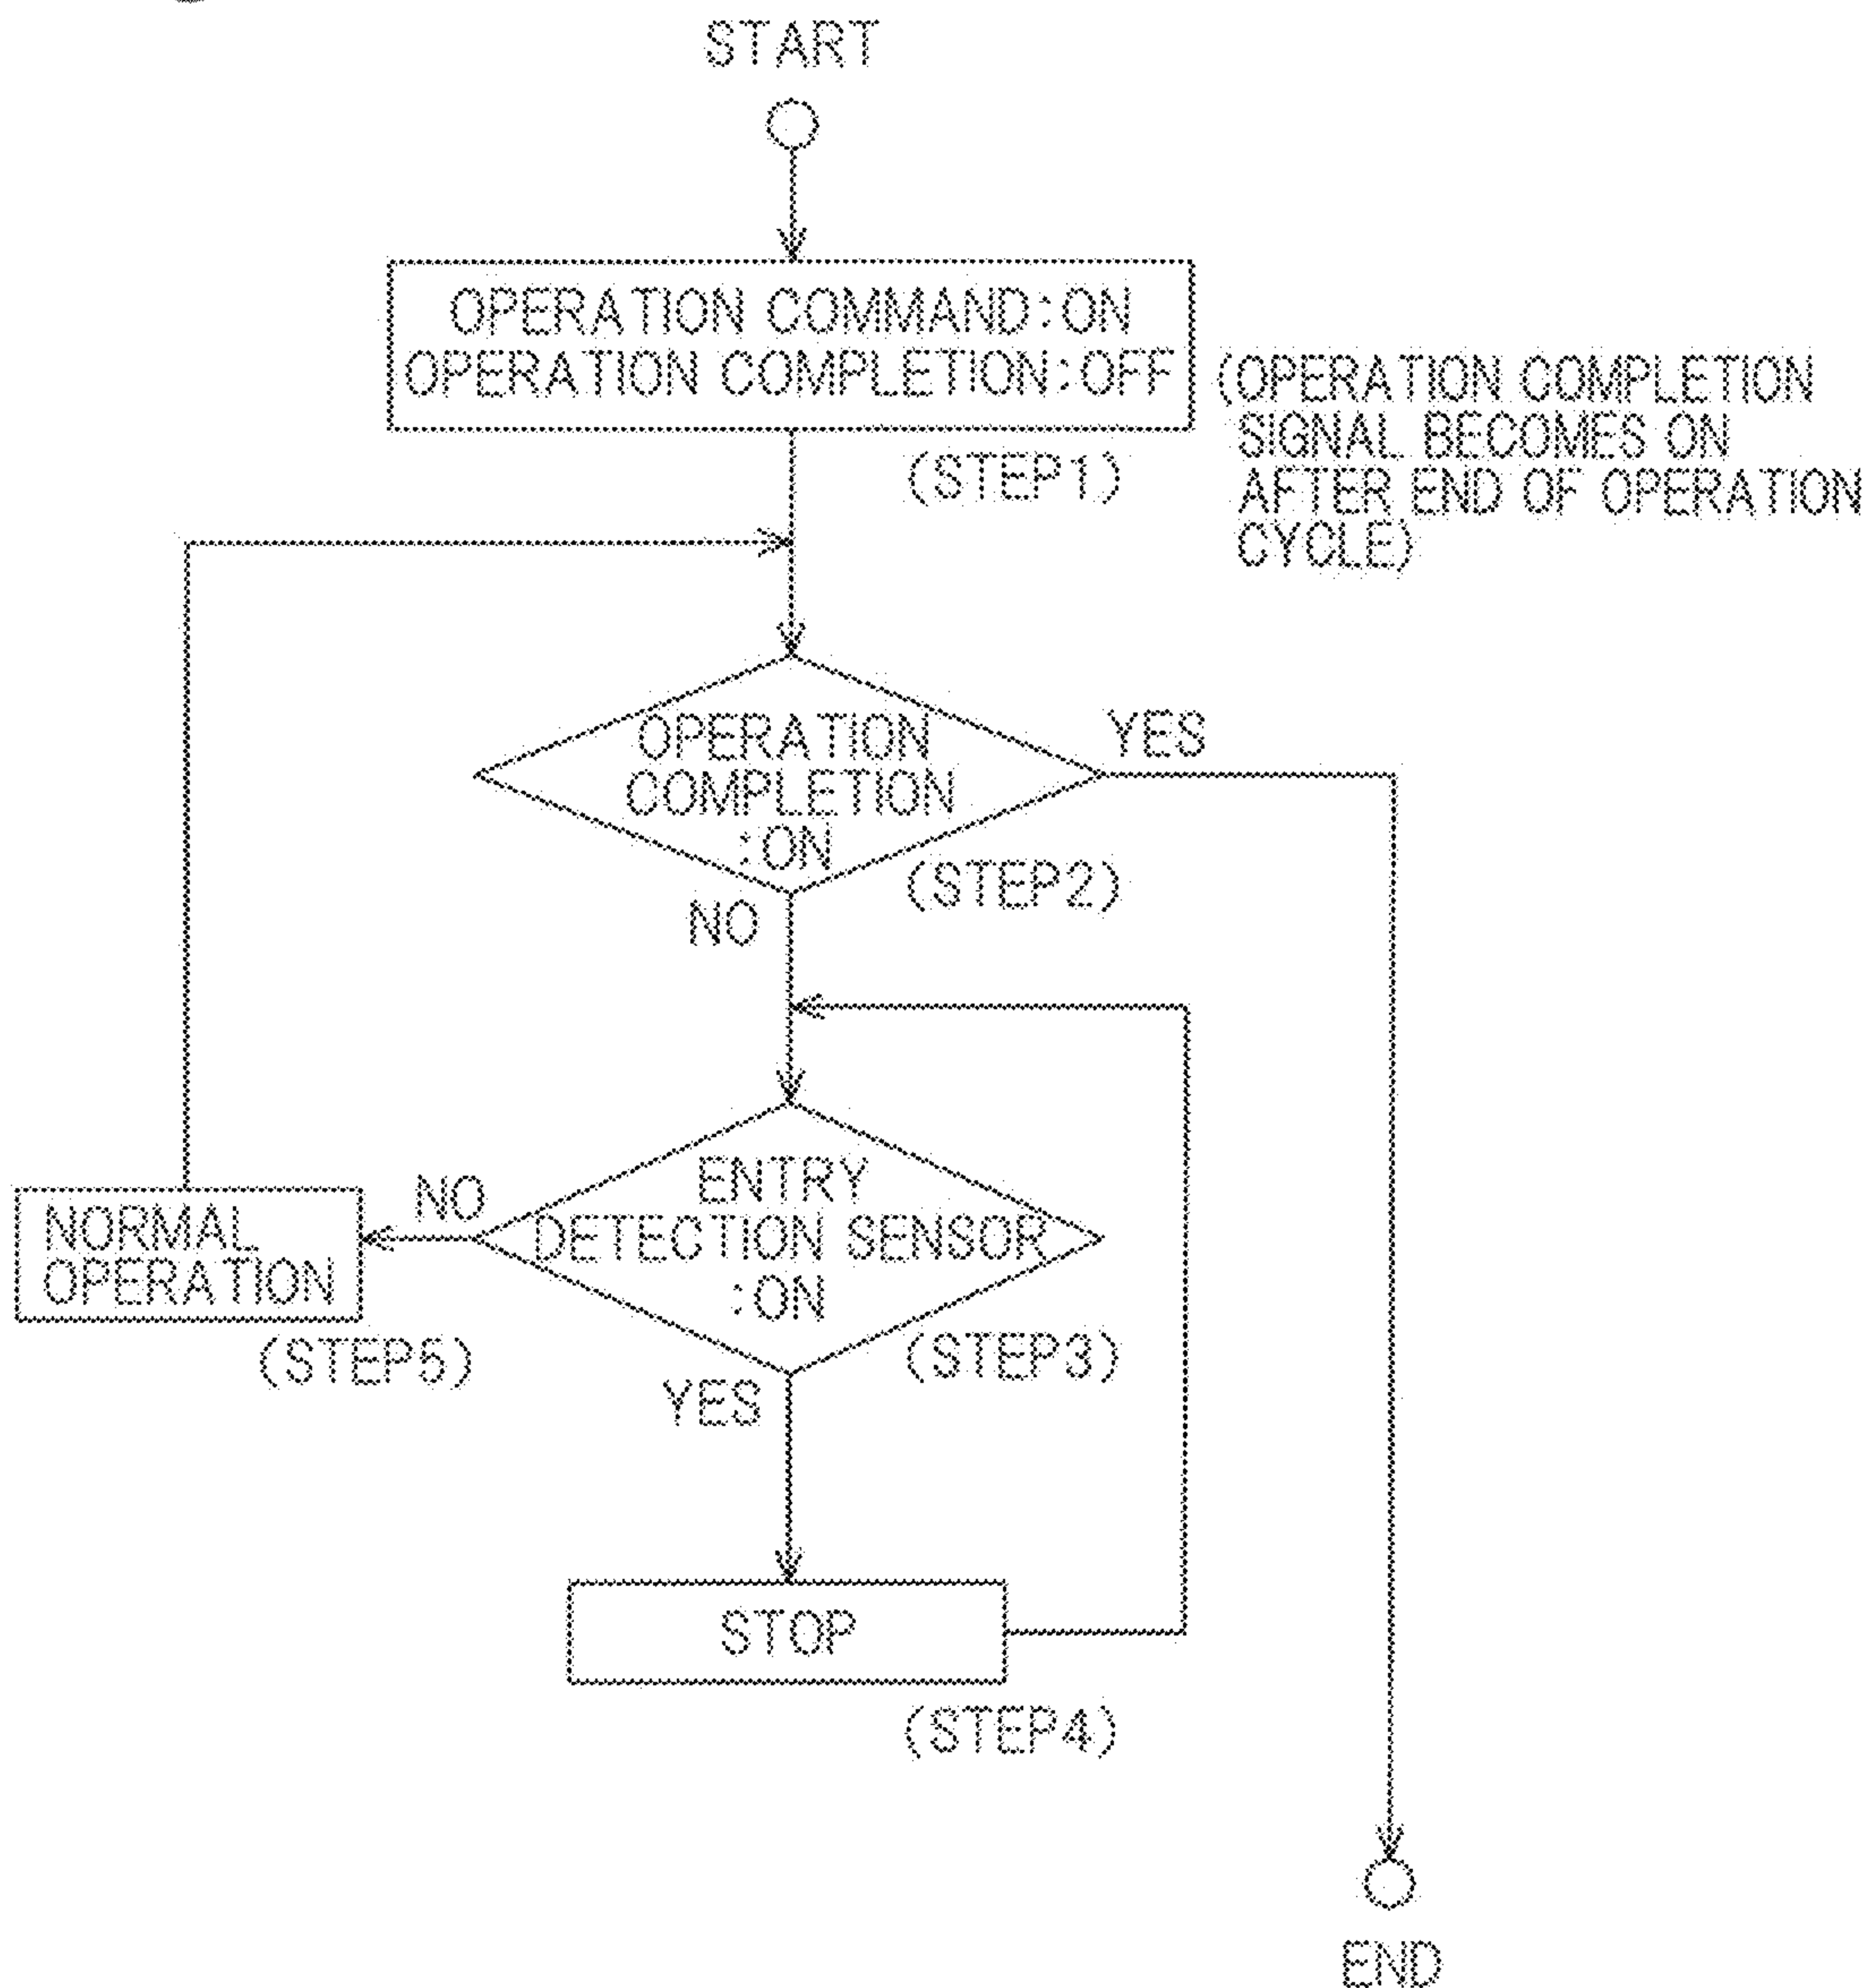 START
OPERATION COMMAND:ON
OPERATION COMPLETION:OFF
(OPERATION COMPLETION
SIGNAL BECOMES ON
AFTER END OF OPERATION
CYCLE)
(STEP1)
OPERATION
COMPLETION
:ON
YES
(STEP2)
NO
ENTRY
DETECTION SENSOR
:ON
NO
NORMAL
OPERATION
(STEP5)
(STEP3)
YES
STOP
(STEP4)
END